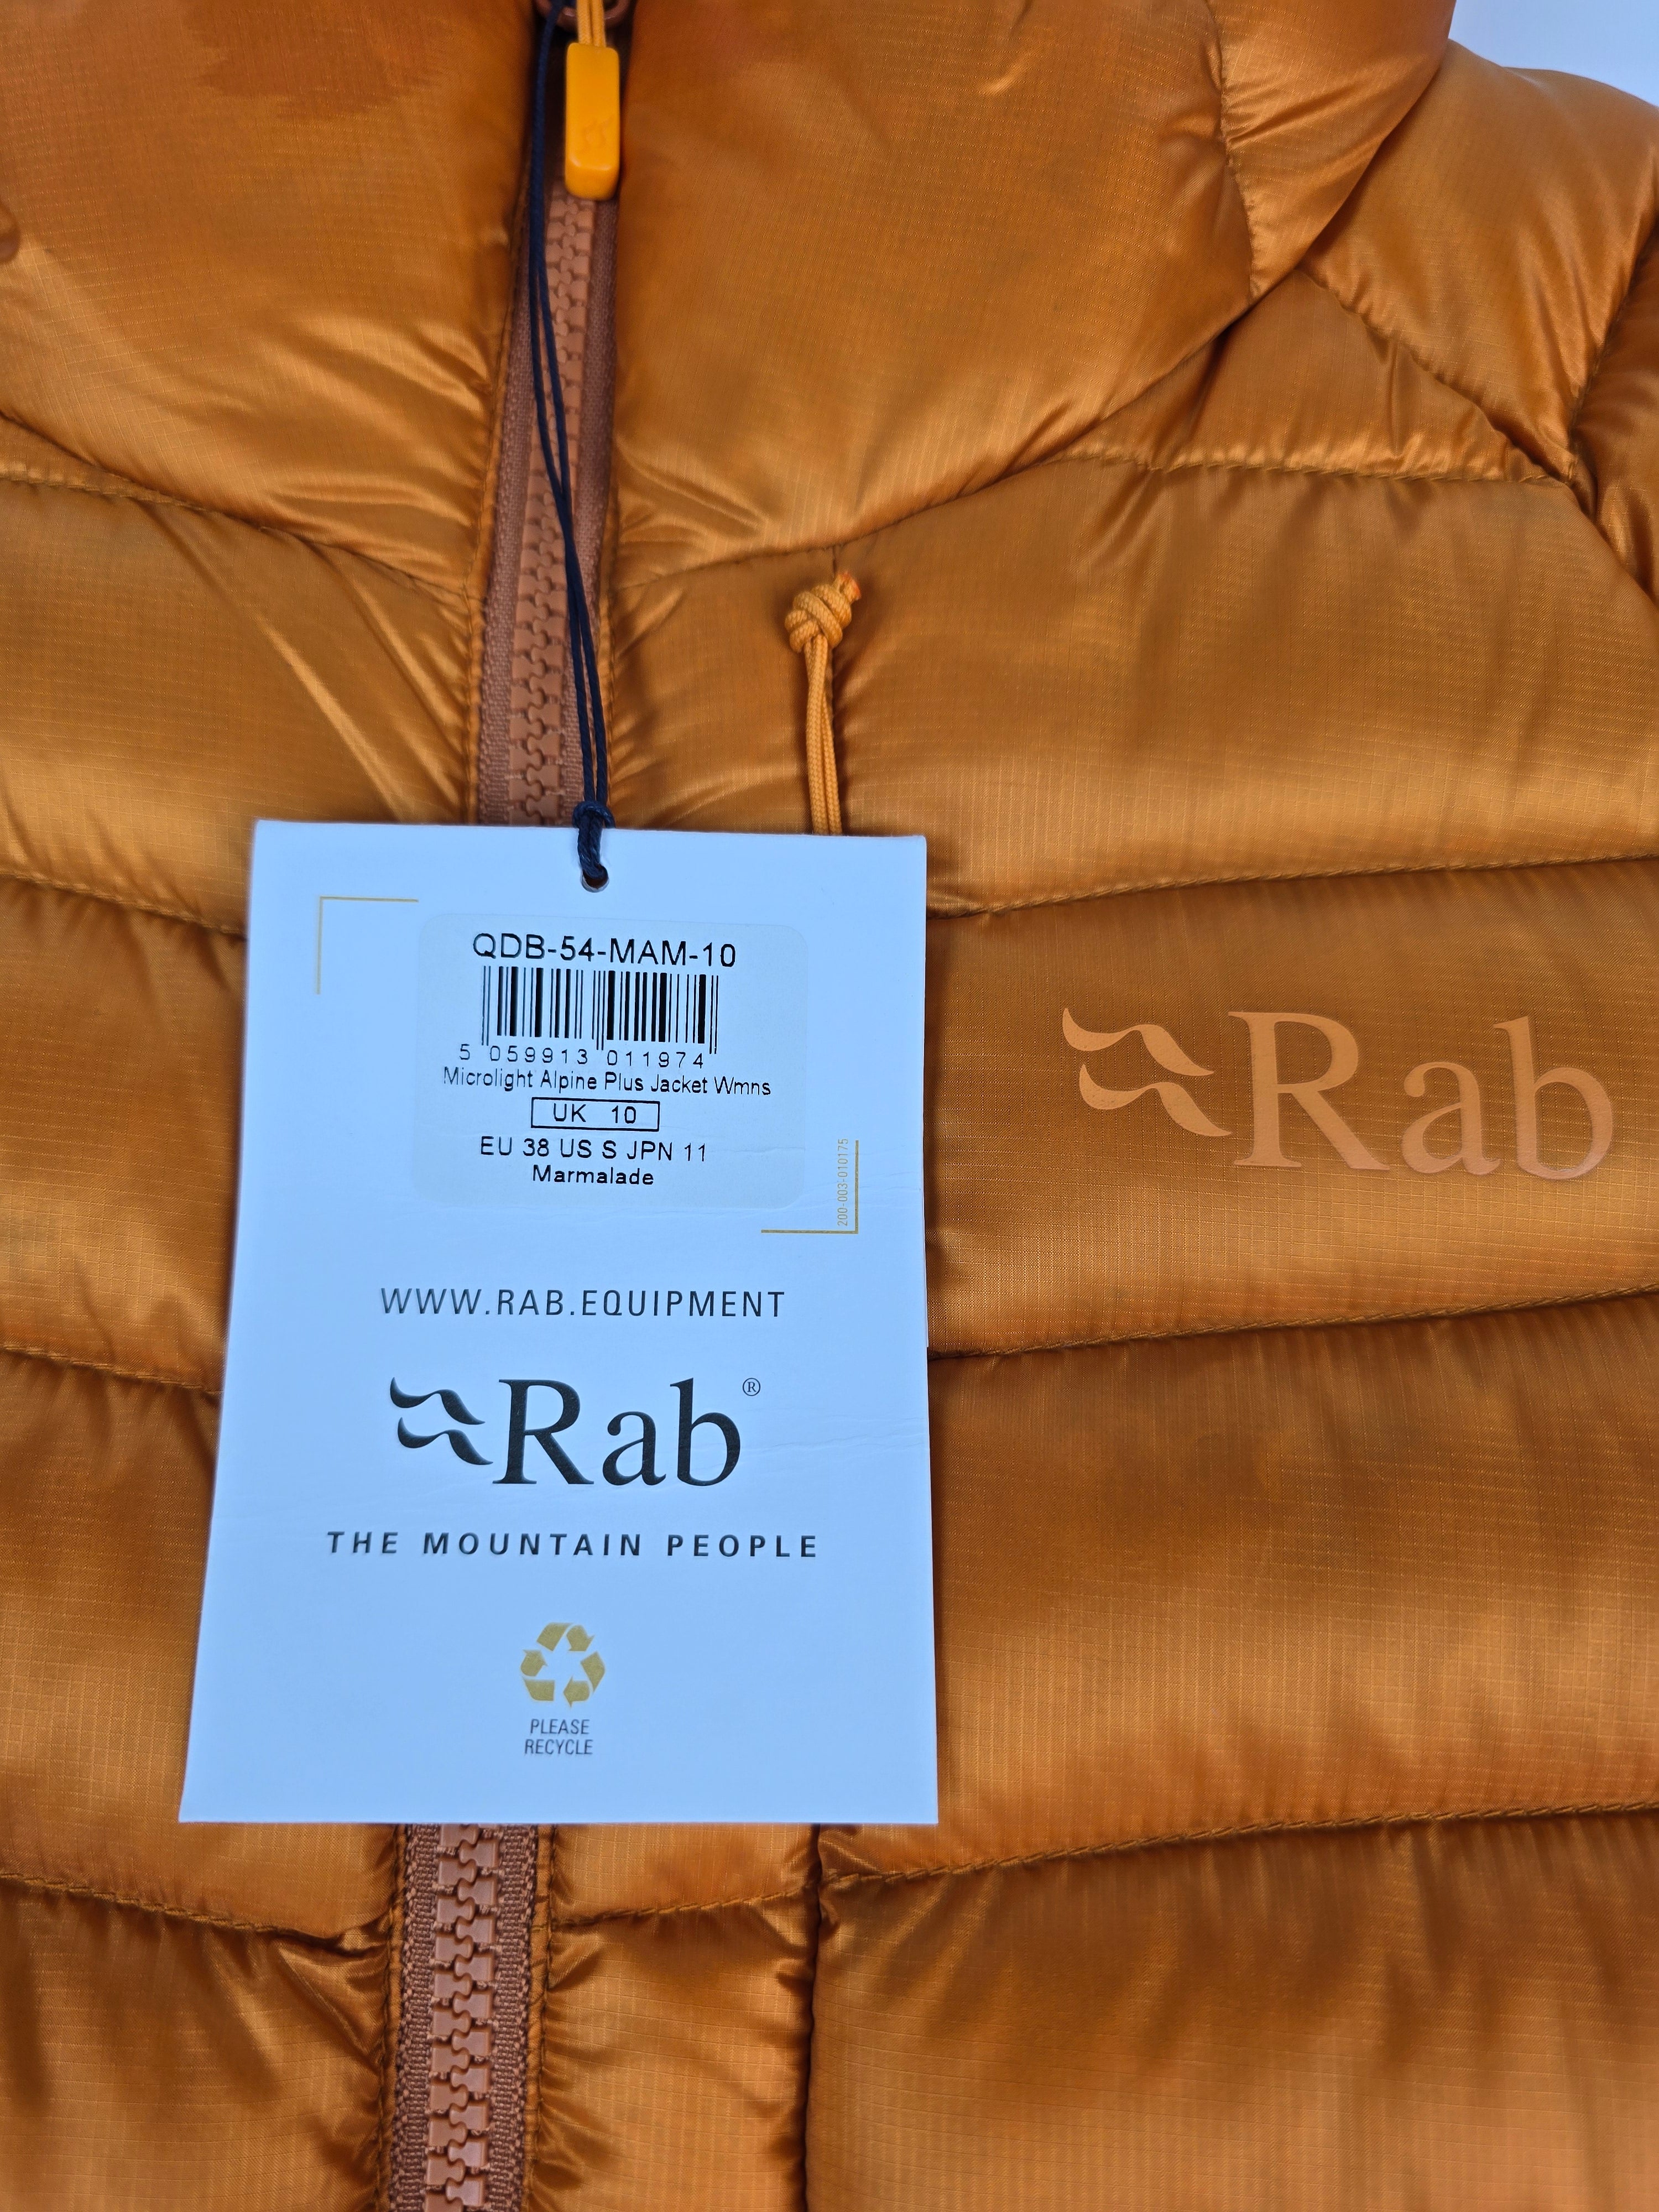 QDB-54-MAM-10
5 059913 011974
Microlight Alpine Plus Jacket Wmns
UK 10
EU 38 US S JPN 11
Marmalade
200-003-010175
WWW.RAB.EQUIPMENT
Rab®
THE MOUNTAIN PEOPLE
PLEASE
RECYCLE
Rab